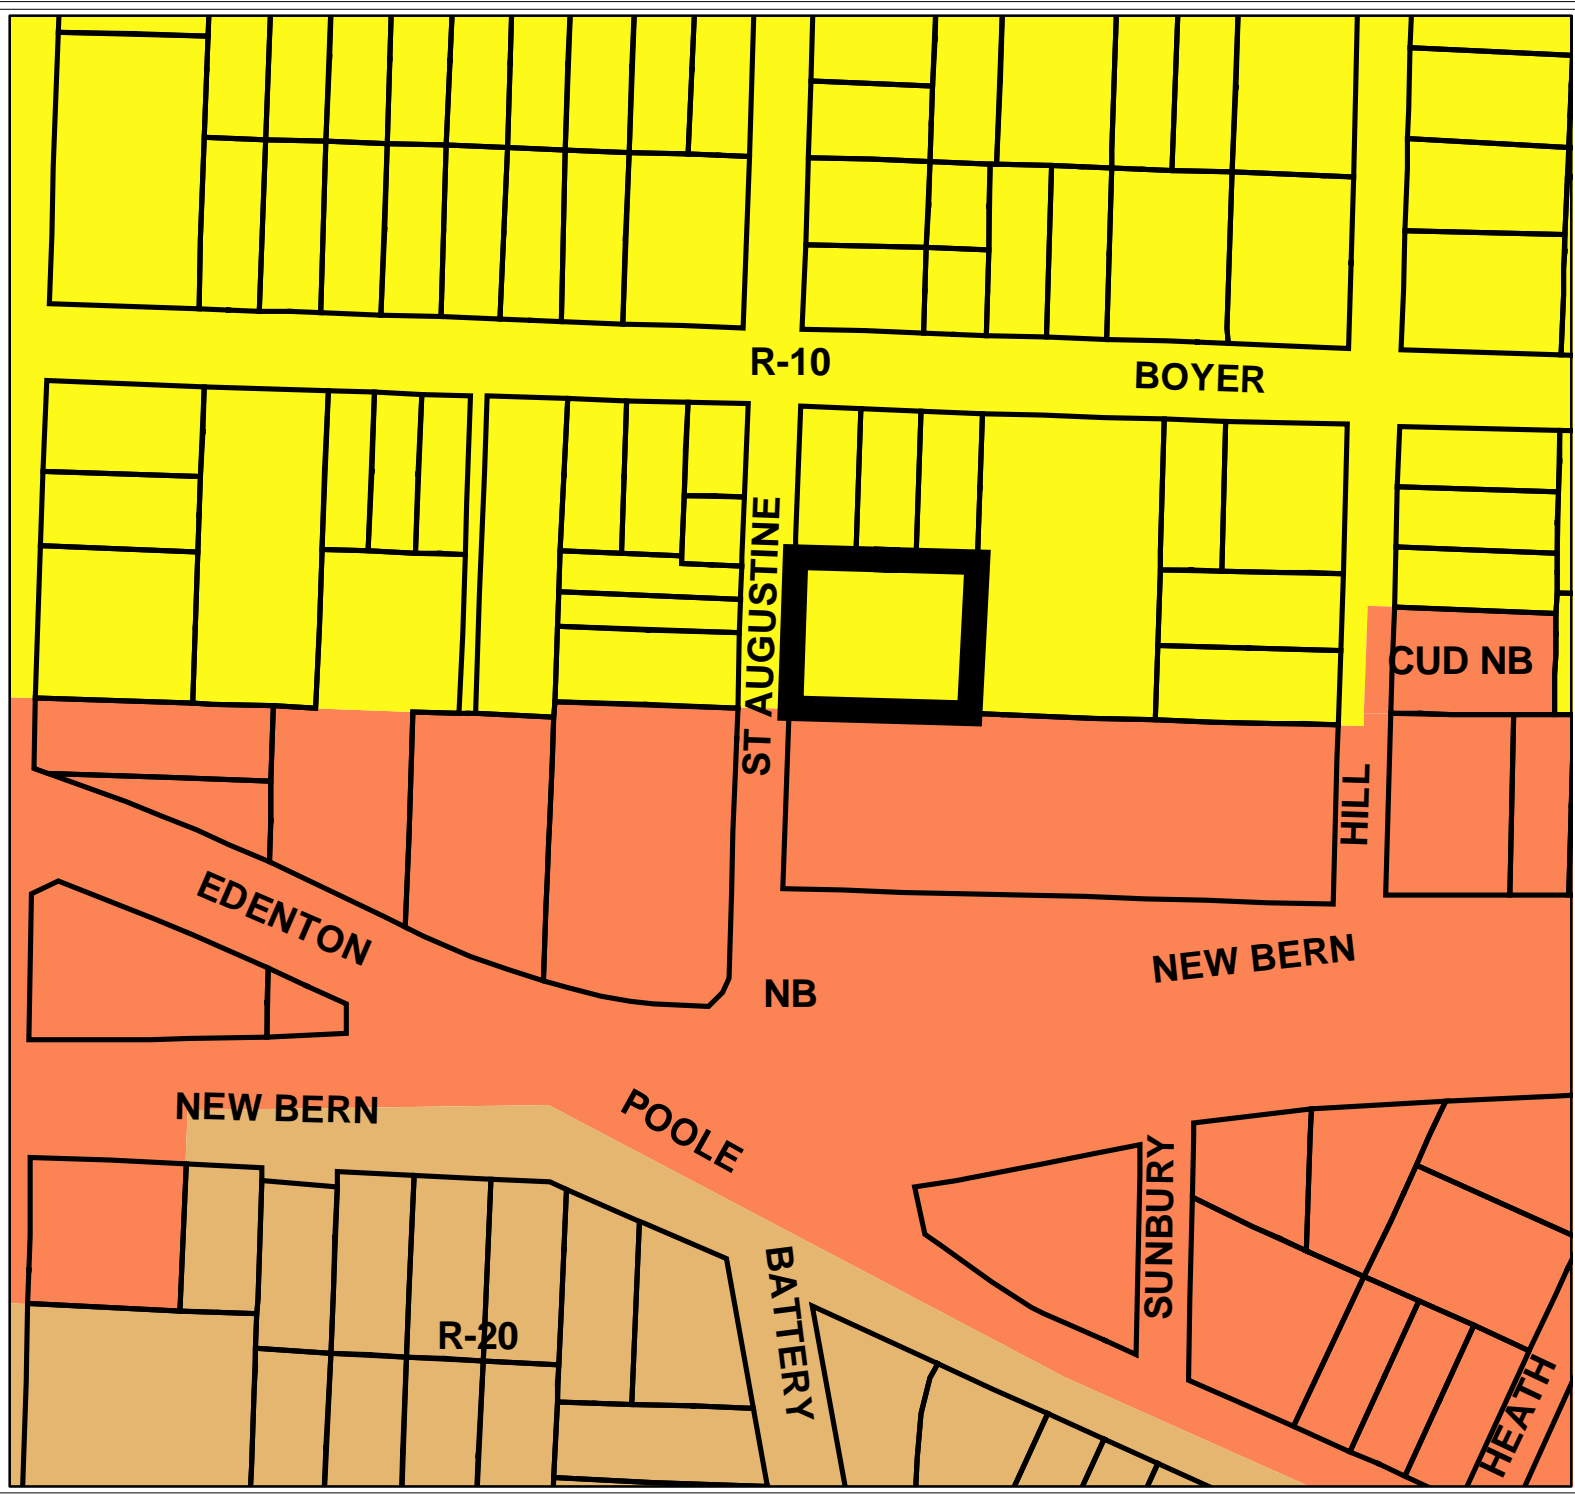 R-10
BOYER
ST AUGUSTINE
CUD NB
HILL
EDENTON
NEW BERN
NB
NEW BERN
POOLE
SUNBURY
BATTERY
R-20
HEATH